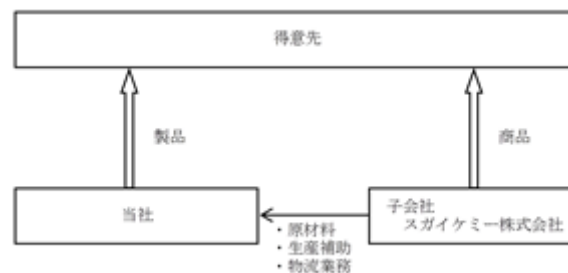 得意先
製品
商品
当社
子会社
スガイケミー株式会社
・原材料
・生産補助
・物流業務